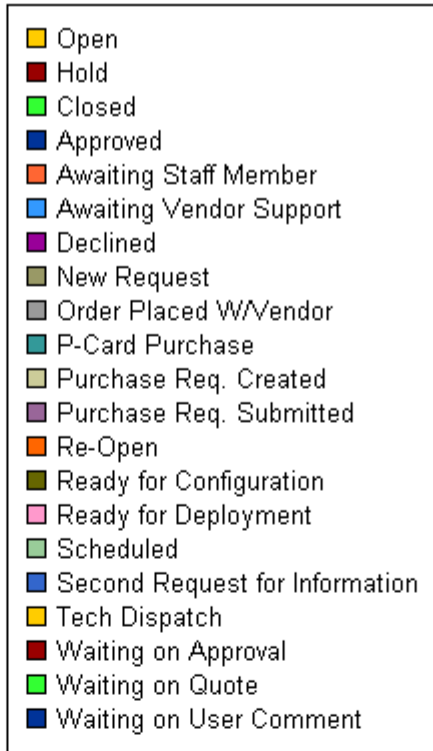 Open
Hold
Closed
Approved
Awaiting Staff Member
Awaiting Vendor Support
Declined
New Request
Order Placed W/Vendor
P-Card Purchase
Purchase Req. Created
Purchase Req. Submitted
Re-Open
Ready for Configuration
Ready for Deployment
Scheduled
Second Request for Information
Tech Dispatch
Waiting on Approval
Waiting on Quote
Waiting on User Comment